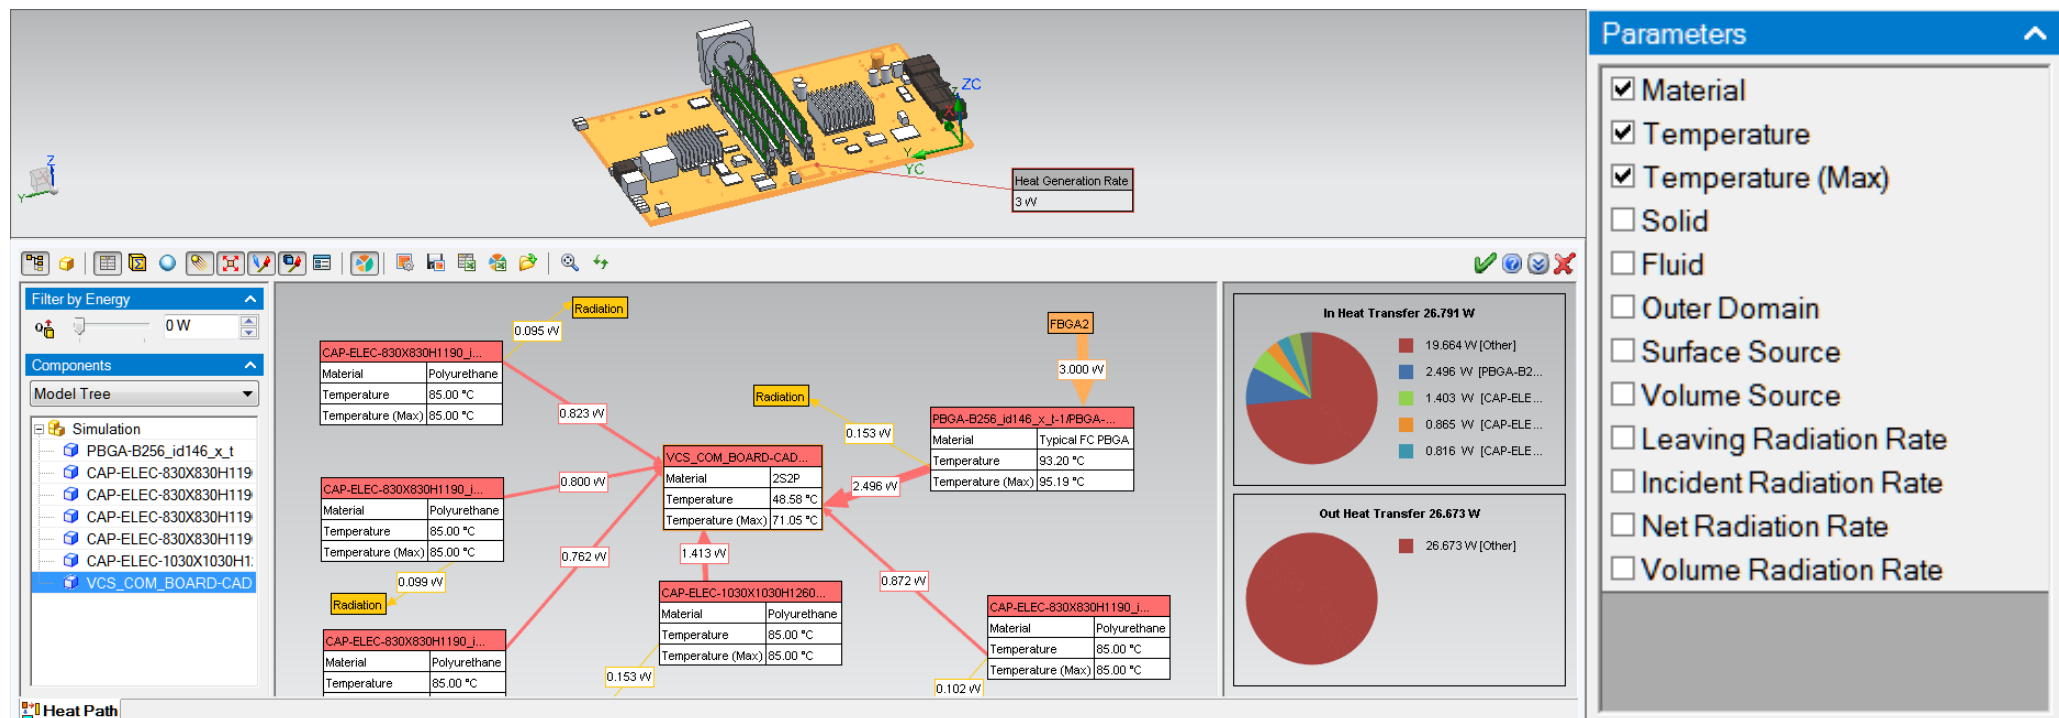 ZC
Z
X
Y
YC
Z
Y
Heat Generation Rate
3 W
Filter by Energy
0 W
Components
Model Tree
Simulation
PBGA-B256_id146_x_t
CAP-ELEC-830X830H119
CAP-ELEC-830X830H119
CAP-ELEC-830X830H119
CAP-ELEC-830X830H119
CAP-ELEC-1030X1030H1:
VCS_COM_BOARD-CAD
Heat Path
Radiation
0.095 W
CAP-ELEC-830X830H1190_i...
Material Polyurethane
Temperature 85.00 °C
Temperature (Max) 85.00 °C
0.823 W
CAP-ELEC-830X830H1190_i...
Material Polyurethane
Temperature 85.00 °C
Temperature (Max) 85.00 °C
0.800 W
0.099 W
Radiation
0.762 W
CAP-ELEC-830X830H1190_i...
Material Polyurethane
Temperature 85.00 °C
FBGA2
3.000 W
Radiation
0.153 W
PBGA-B256_id146_x_t-1/PBGA-...
Material Typical FC PBGA
Temperature 93.20 °C
Temperature (Max) 95.19 °C
2.496 W
VCS_COM_BOARD-CAD...
Material 2S2P
Temperature 48.58 °C
Temperature (Max) 71.05 °C
1.413 W
CAP-ELEC-1030X1030H1260...
Material Polyurethane
Temperature 85.00 °C
Temperature (Max) 85.00 °C
0.153 W
0.872 W
CAP-ELEC-830X830H1190_i...
Material Polyurethane
Temperature 85.00 °C
Temperature (Max) 85.00 °C
0.102 W
In Heat Transfer 26.791 W
19.664 W [Other]
2.496 W [PBGA-B2...
1.403 W [CAP-ELE...
0.865 W [CAP-ELE...
0.816 W [CAP-ELE...
Out Heat Transfer 26.673 W
26.673 W [Other]
Parameters
Material
Temperature
Temperature (Max)
Solid
Fluid
Outer Domain
Surface Source
Volume Source
Leaving Radiation Rate
Incident Radiation Rate
Net Radiation Rate
Volume Radiation Rate